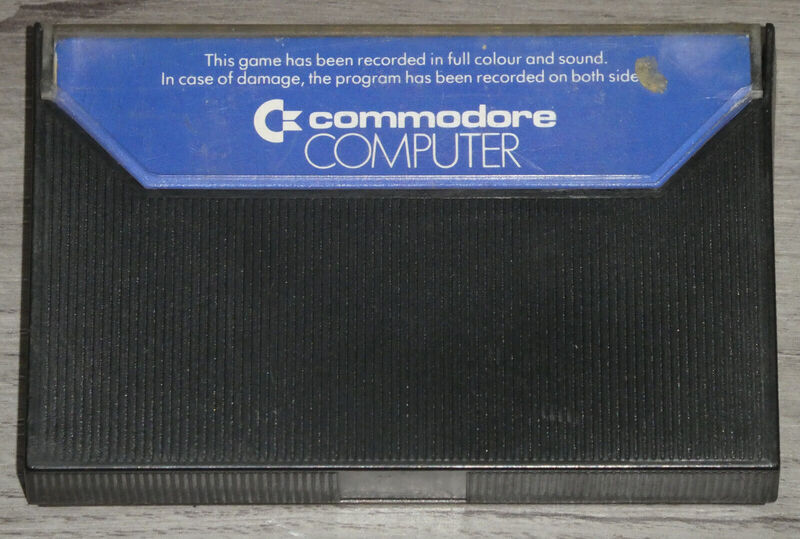 This game has been recorded in full colour and sound.
In case of damage, the program has been recorded on both side
commodore
COMPUTER